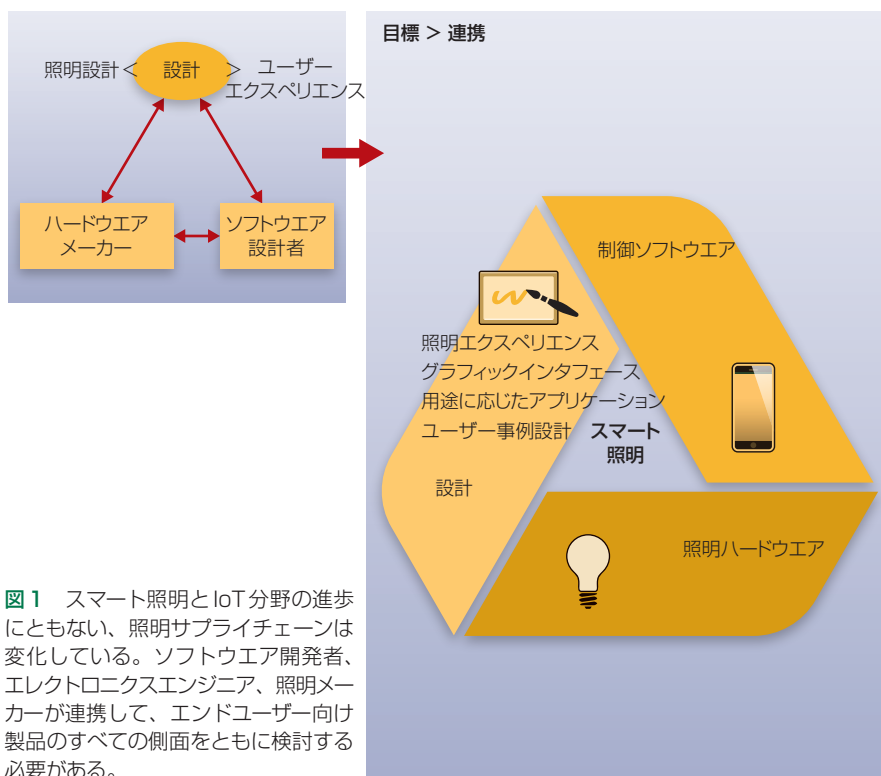 照明設計< 設計 > ユーザー
エクスペリエンス
ハードウエア
メーカー
ソフトウエア
設計者
目標 > 連携
制御ソフトウエア
照明エクスペリエンス
グラフィックインタフェース
用途に応じたアプリケーション
ユーザー事例設計
スマート
照明
設計
照明ハードウエア
図1 スマート照明とIoT分野の進歩
にともない、照明サプライチェーンは
変化している。ソフトウエア開発者、
エレクトロニクスエンジニア、照明メー
カーが連携して、エンドユーザー向け
製品のすべての側面をともに検討する
必要がある。